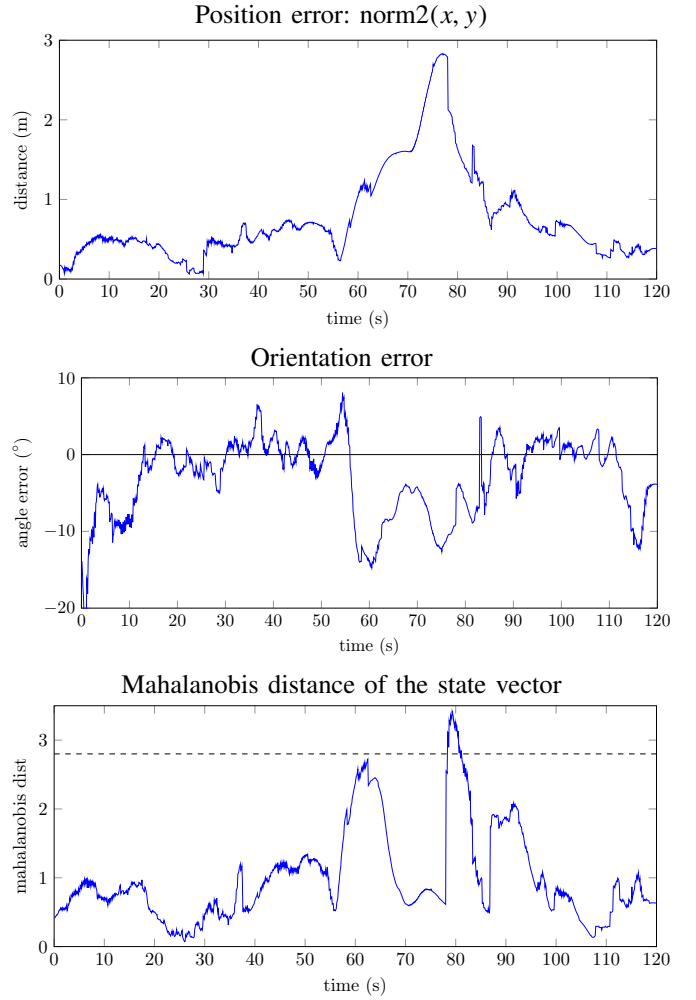 Position error: norm2(x, y)
3
2
1
0
distance (m)
0 10 20 30 40 50 60 70 80 90 100 110 120
time (s)
Orientation error
10
0
−10
−20
angle error (°)
0 10 20 30 40 50 60 70 80 90 100 110 120
time (s)
Mahalanobis distance of the state vector
3
2
1
0
mahalanobis dist
0 10 20 30 40 50 60 70 80 90 100 110 120
time (s)